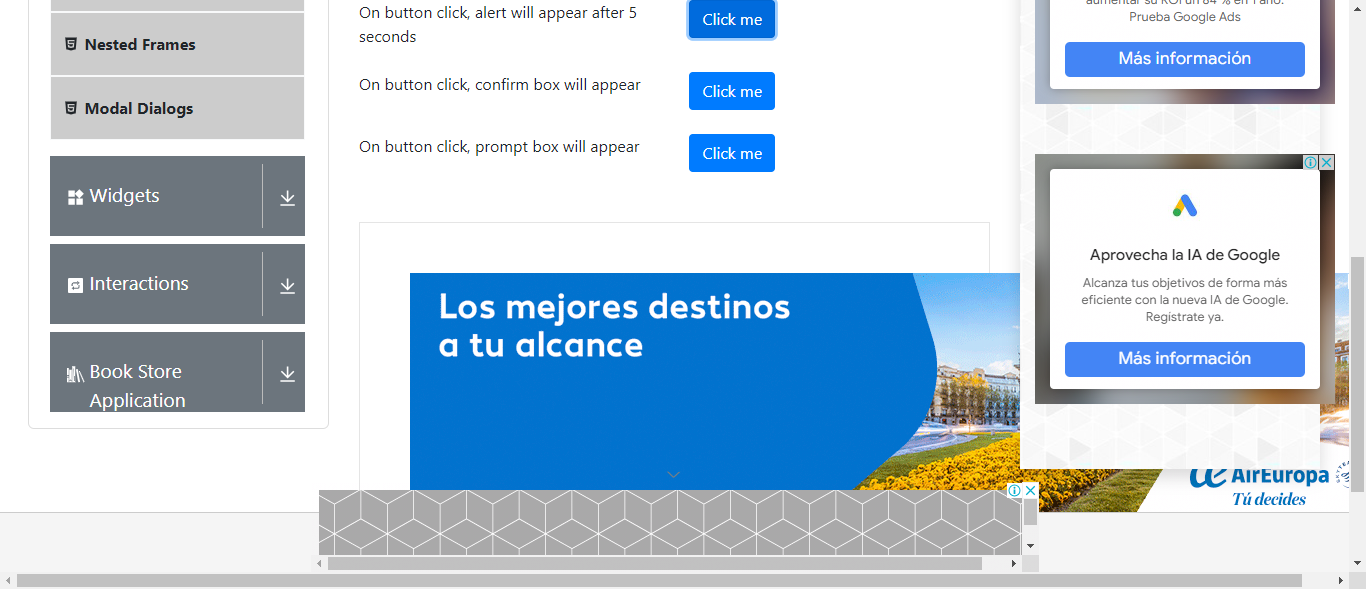 Nested Frames
Modal Dialogs
Widgets
Interactions
Book Store
Application
On button click, alert will appear after 5
seconds
Click me
On button click, confirm box will appear
Click me
On button click, prompt box will appear
Click me
Los mejores destinos
a tu alcance
AirEuropa
Tú decides
aumentar su ROI un 84 % en 1 año.
Prueba Google Ads
Más información
Aprovecha la IA de Google
Alcanza tus objetivos de forma más
eficiente con la nueva IA de Google.
Regístrate ya.
Más información